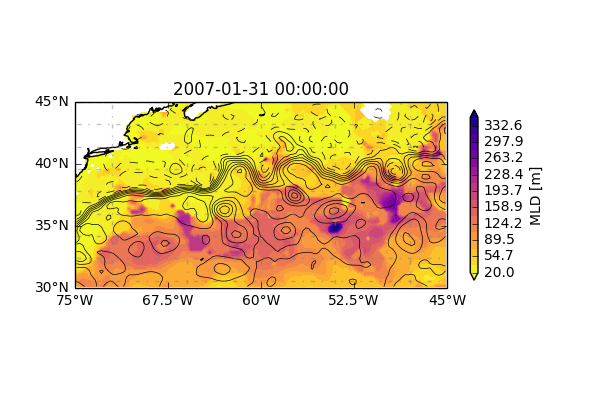 2007-01-31 00:00:00
45°N
40°N
35°N
30°N
75°W
67.5°W
60°W
52.5°W
45°W
332.6
297.9
263.2
228.4
193.7
158.9
124.2
89.5
54.7
20.0
MLD [m]